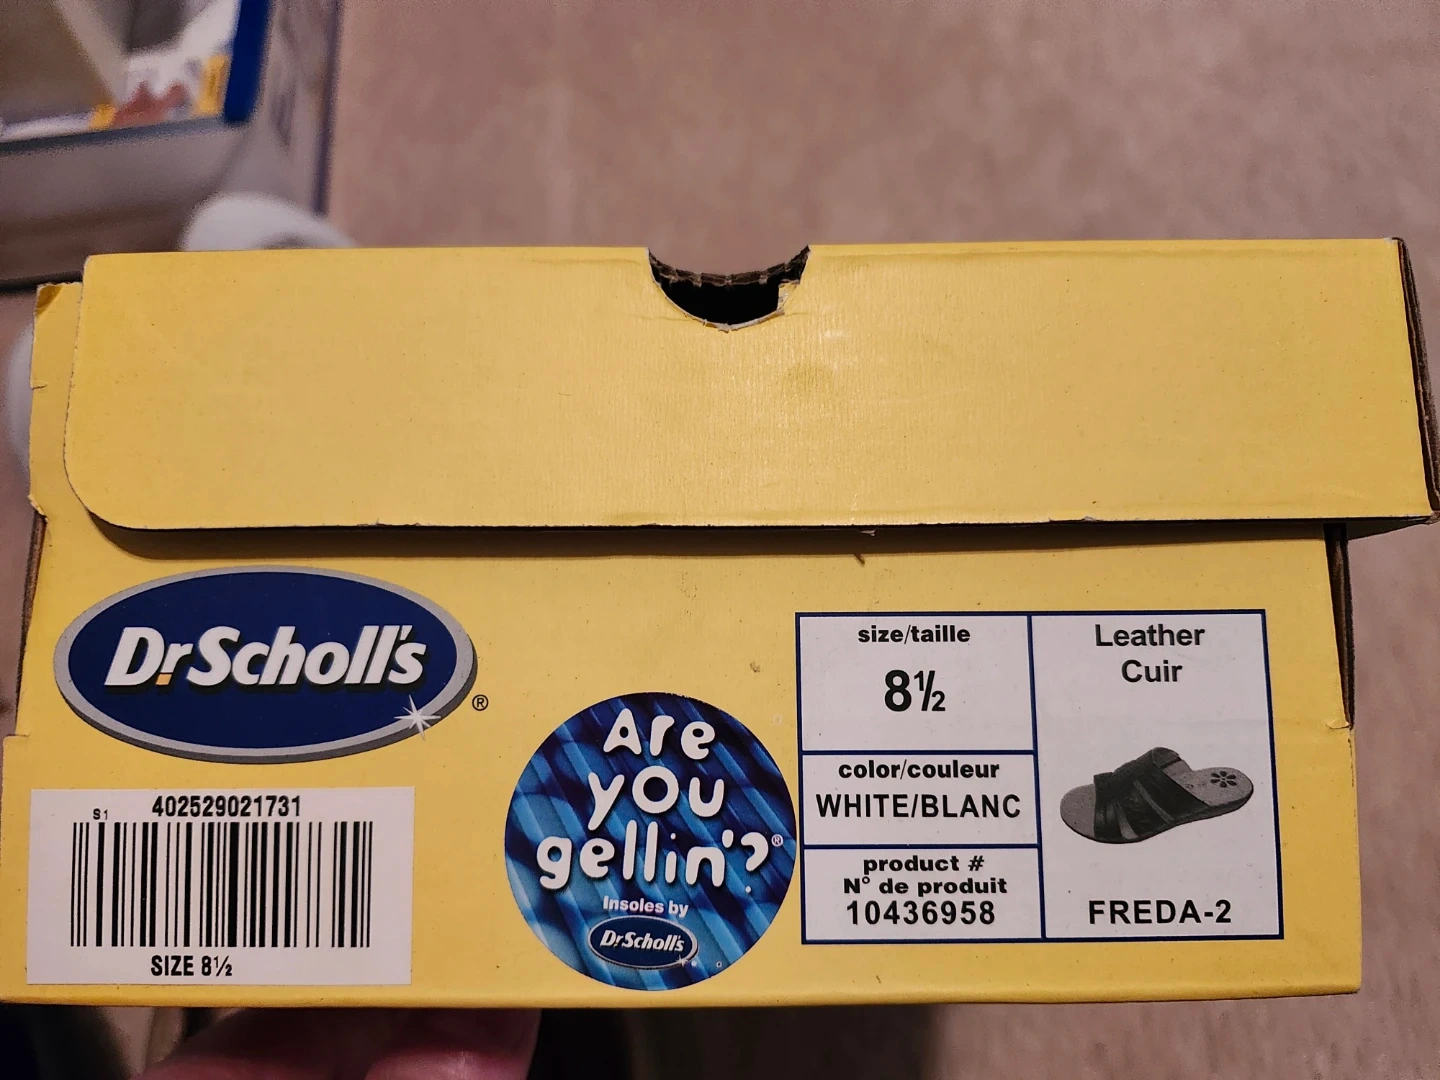 Dr.Scholl's®
S1 402529021731
SIZE 8½
Are
you
gellin'?®
Insoles by
Dr.Scholl's
size/taille
8½
color/couleur
WHITE/BLANC
product #
N° de produit
10436958
Leather
Cuir
FREDA-2